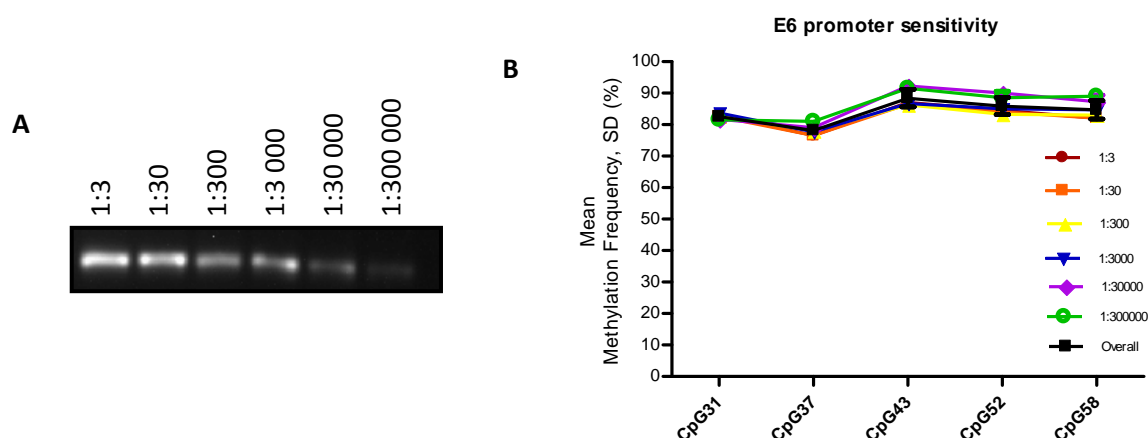 A
1:3
1:30
1:300
1:3 000
1:30 000
1:300 000
B
E6 promoter sensitivity
Mean
Methylation Frequency, SD (%)
100
90
80
70
60
50
40
30
20
10
0
CpG31
CpG37
CpG43
CpG52
CpG58
1:3
1:30
1:300
1:3000
1:30000
1:300000
Overall